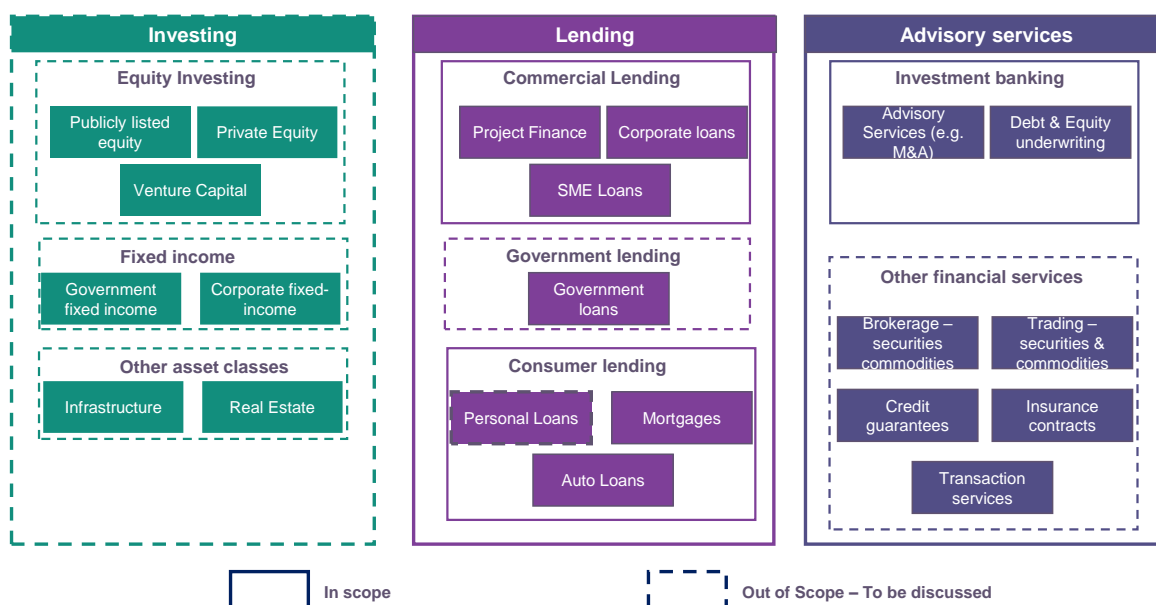 Investing
Equity Investing
Publicly listed
equity
Private Equity
Venture Capital
Fixed income
Government
fixed income
Corporate fixed-
income
Other asset classes
Infrastructure
Real Estate
Lending
Commercial Lending
Project Finance
Corporate loans
SME Loans
Government lending
Government
loans
Consumer lending
Personal Loans
Mortgages
Auto Loans
Advisory services
Investment banking
Advisory
Services (e.g.
M&A)
Debt & Equity
underwriting
Other financial services
Brokerage –
securities
commodities
Trading –
securities &
commodities
Credit
guarantees
Insurance
contracts
Transaction
services
In scope
Out of Scope – To be discussed